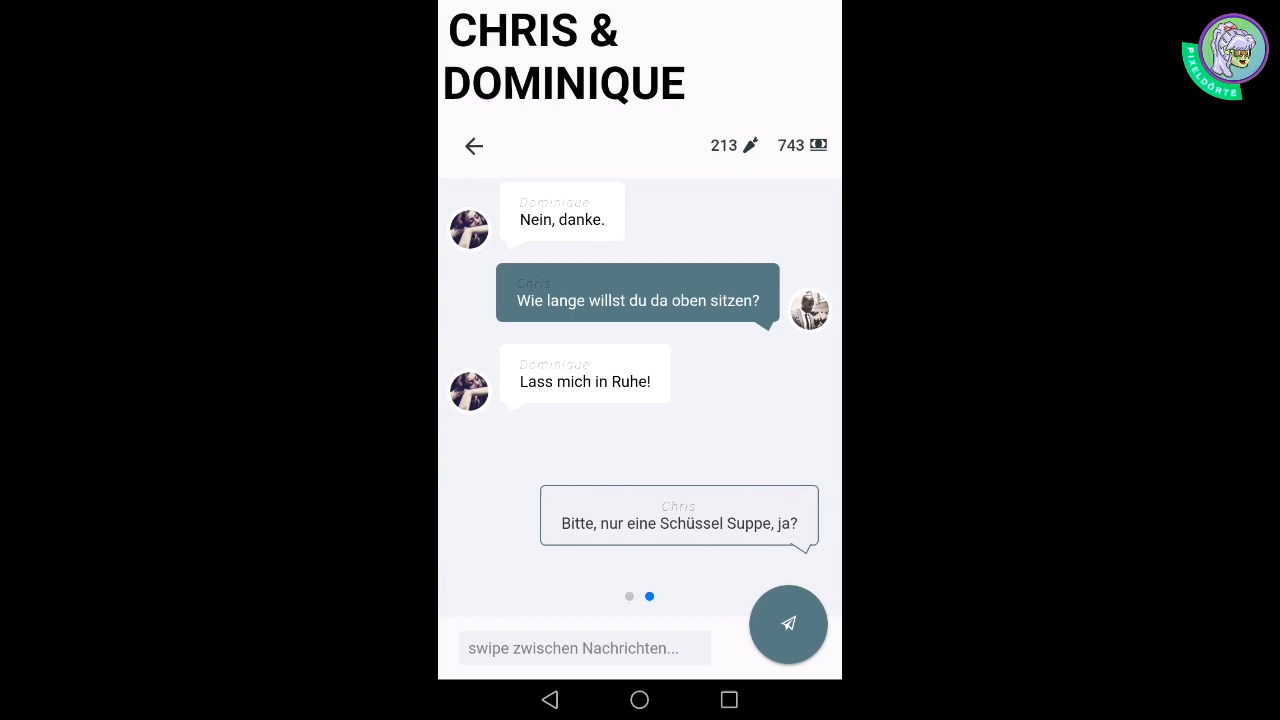 CHRIS &
DOMINIQUE
PIXELDÖRTE
213 743
Dominique
Nein, danke.
Chris
Wie lange willst du da oben sitzen?
Dominique
Lass mich in Ruhe!
Chris
Bitte, nur eine Schüssel Suppe, ja?
swipe zwischen Nachrichten...